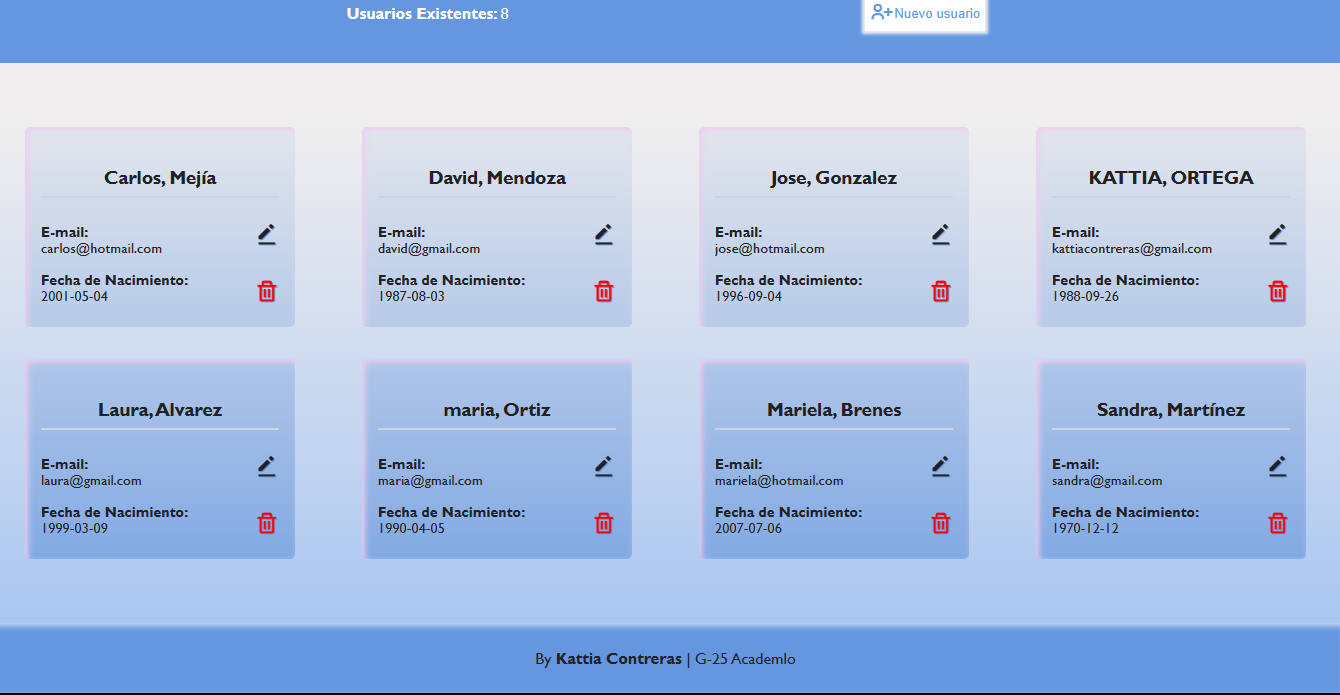 Usuarios Existentes: 8
Nuevo usuario
Carlos, Mejía
E-mail:
carlos@hotmail.com
Fecha de Nacimiento:
2001-05-04
David, Mendoza
E-mail:
david@gmail.com
Fecha de Nacimiento:
1987-08-03
Jose, Gonzalez
E-mail:
jose@hotmail.com
Fecha de Nacimiento:
1996-09-04
KATTIA, ORTEGA
E-mail:
kattiacontreras@gmail.com
Fecha de Nacimiento:
1988-09-26
Laura, Alvarez
E-mail:
laura@gmail.com
Fecha de Nacimiento:
1999-03-09
maria, Ortiz
E-mail:
maria@gmail.com
Fecha de Nacimiento:
1990-04-05
Mariela, Brenes
E-mail:
mariela@hotmail.com
Fecha de Nacimiento:
2007-07-06
Sandra, Martínez
E-mail:
sandra@gmail.com
Fecha de Nacimiento:
1970-12-12
By Kattia Contreras | G-25 Academlo